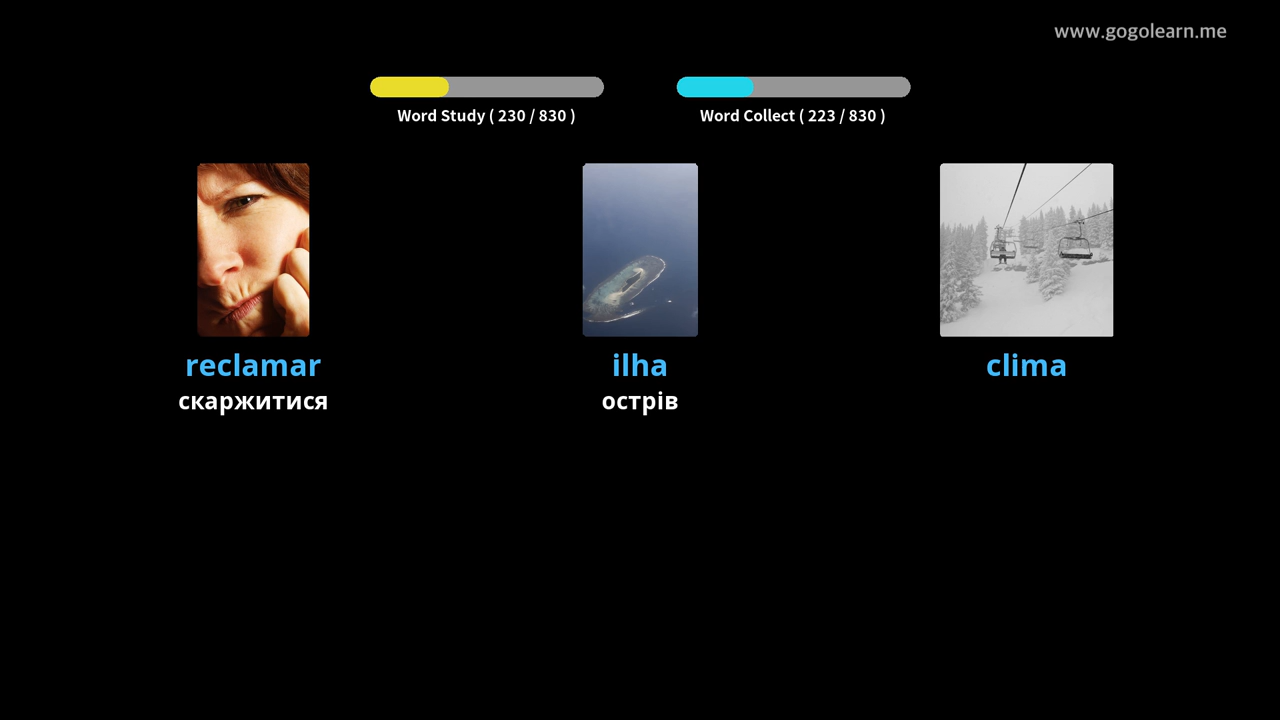 www.gogolearn.me
Word Study ( 230 / 830 )
Word Collect ( 223 / 830 )
reclamar
скаржитися
ilha
острів
clima